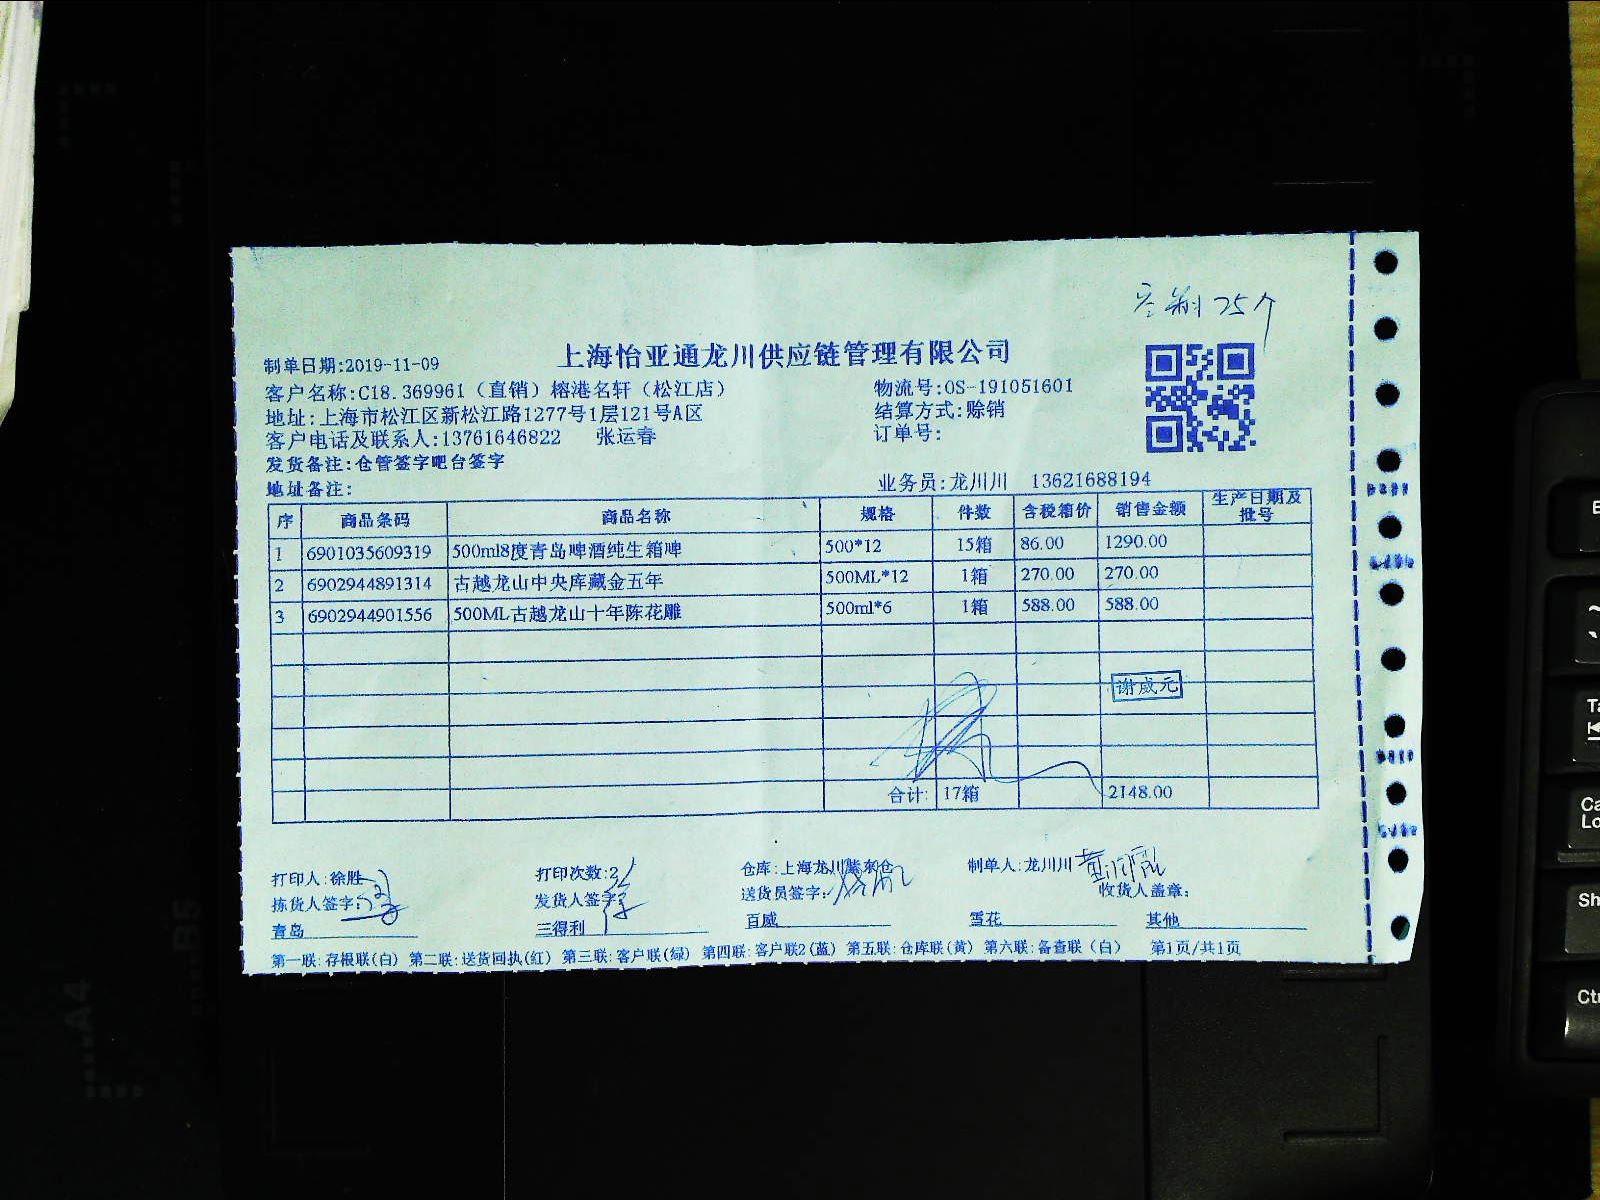 25个
上海怡亚通龙川供应链管理有限公司
制单日期:2019-11-09
客户名称:C18.369961（直销）榕港名轩（松江店） 物流号:OS-191051601
地址:上海市松江区新松江路1277号1层121号A区 结算方式:赊销
客户电话及联系人:13761646822 张运春 订单号:
发货备注:仓管签字吧台签字
地址备注: 业务员:龙川川 13621688194
序 商品条码 商品名称 规格 件数 含税箱价 销售金额 生产日期及批号
1 6901035609319 500ml8度青岛啤酒纯生箱啤 500*12 15箱 86.00 1290.00
2 6902944891314 古越龙山中央库藏金五年 500ML*12 1箱 270.00 270.00
3 6902944901556 500ML古越龙山十年陈花雕 500ml*6 1箱 588.00 588.00
谢威元
合计: 17箱 2148.00
打印人:徐胜 打印次数:2 仓库:上海龙川紫东仓 制单人:龙川川
拣货人签字: 发货人签字: 送货员签字: 收货人盖章:
青岛 三得利 百威 雪花 其他
第一联:存根联(白) 第二联:送货回执(红) 第三联:客户联(绿) 第四联:客户联2(蓝) 第五联:仓库联(黄) 第六联:备查联(白) 第1页/共1页
A4
B5
Ctr